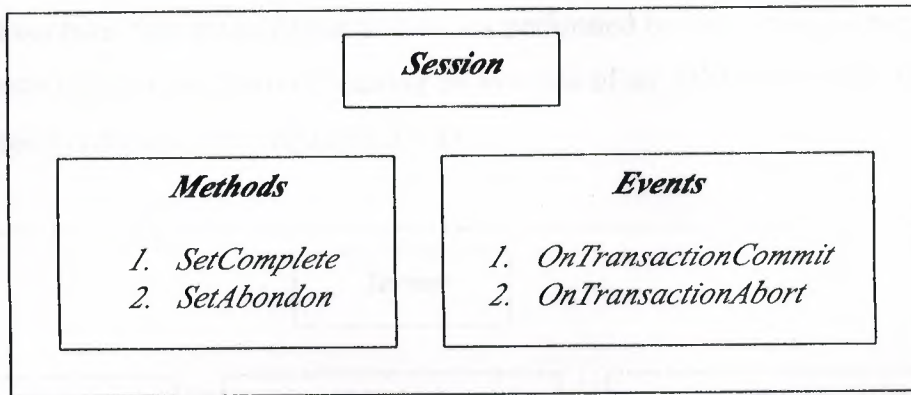 Session
Methods
1. SetComplete
2. SetAbondon
Events
1. OnTransactionCommit
2. OnTransactionAbort